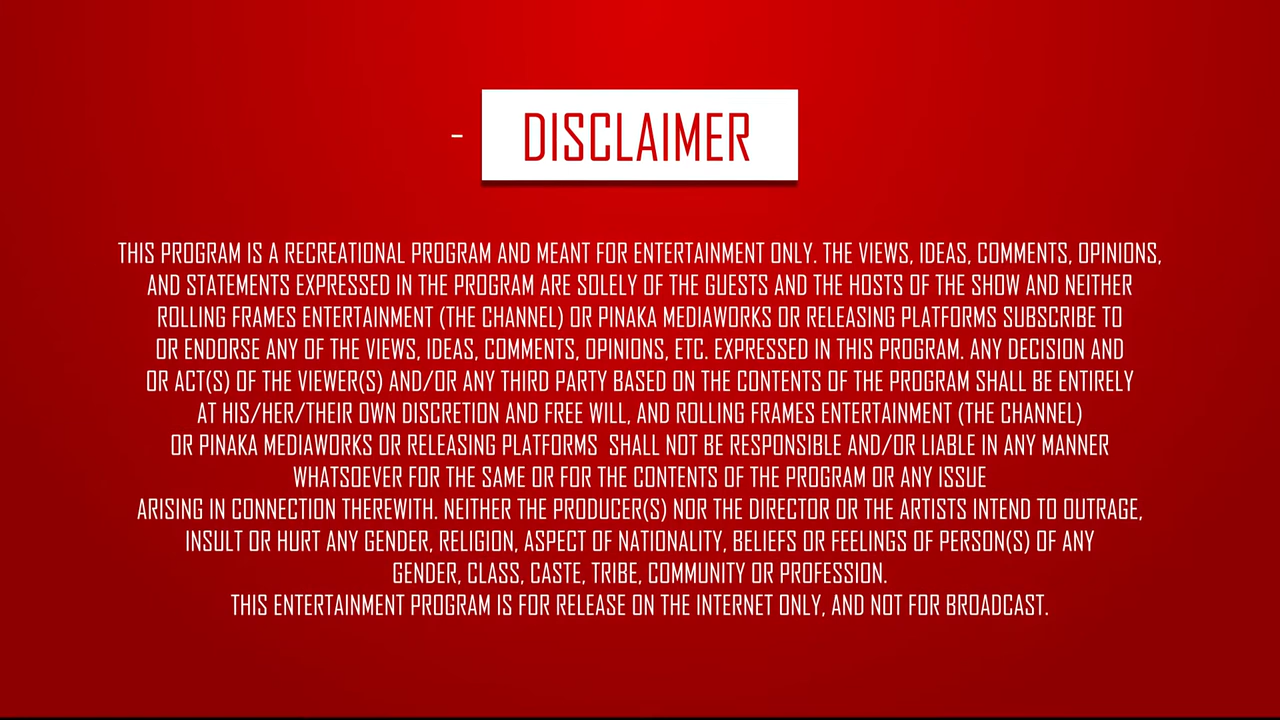 - DISCLAIMER
THIS PROGRAM IS A RECREATIONAL PROGRAM AND MEANT FOR ENTERTAINMENT ONLY. THE VIEWS, IDEAS, COMMENTS, OPINIONS,
AND STATEMENTS EXPRESSED IN THE PROGRAM ARE SOLELY OF THE GUESTS AND THE HOSTS OF THE SHOW AND NEITHER
ROLLING FRAMES ENTERTAINMENT (THE CHANNEL) OR PINAKA MEDIAWORKS OR RELEASING PLATFORMS SUBSCRIBE TO
OR ENDORSE ANY OF THE VIEWS, IDEAS, COMMENTS, OPINIONS, ETC. EXPRESSED IN THIS PROGRAM. ANY DECISION AND
OR ACT(S) OF THE VIEWER(S) AND/OR ANY THIRD PARTY BASED ON THE CONTENTS OF THE PROGRAM SHALL BE ENTIRELY
AT HIS/HER/THEIR OWN DISCRETION AND FREE WILL, AND ROLLING FRAMES ENTERTAINMENT (THE CHANNEL)
OR PINAKA MEDIAWORKS OR RELEASING PLATFORMS SHALL NOT BE RESPONSIBLE AND/OR LIABLE IN ANY MANNER
WHATSOEVER FOR THE SAME OR FOR THE CONTENTS OF THE PROGRAM OR ANY ISSUE
ARISING IN CONNECTION THEREWITH. NEITHER THE PRODUCER(S) NOR THE DIRECTOR OR THE ARTISTS INTEND TO OUTRAGE,
INSULT OR HURT ANY GENDER, RELIGION, ASPECT OF NATIONALITY, BELIEFS OR FEELINGS OF PERSON(S) OF ANY
GENDER, CLASS, CASTE, TRIBE, COMMUNITY OR PROFESSION.
THIS ENTERTAINMENT PROGRAM IS FOR RELEASE ON THE INTERNET ONLY, AND NOT FOR BROADCAST.